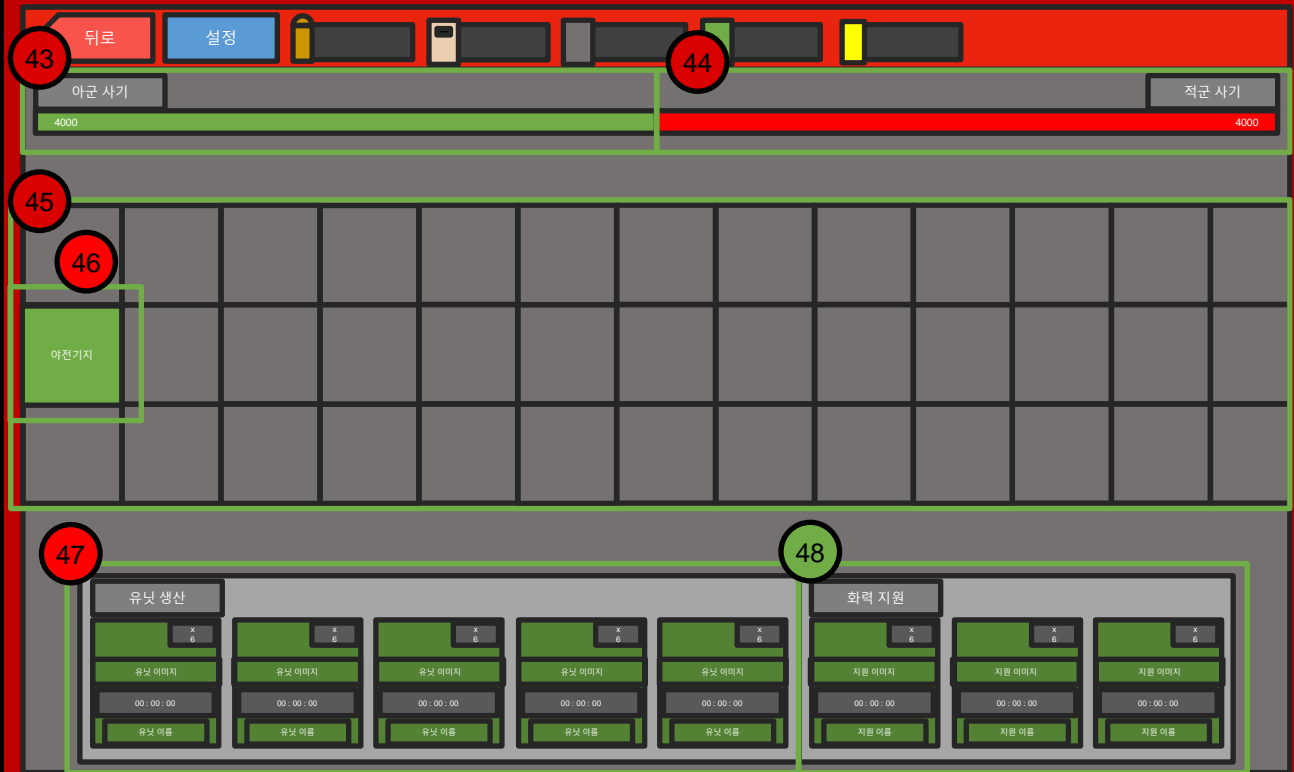 뒤로
설정
43
44
아군 사기
적군 사기
4000
4000
45
46
야전기지
47
48
유닛 생산
화력 지원
x
6
x
6
x
6
x
6
x
6
x
6
x
6
x
6
유닛 이미지
유닛 이미지
유닛 이미지
유닛 이미지
유닛 이미지
지원 이미지
지원 이미지
지원 이미지
00 : 00 : 00
00 : 00 : 00
00 : 00 : 00
00 : 00 : 00
00 : 00 : 00
00 : 00 : 00
00 : 00 : 00
00 : 00 : 00
유닛 이름
유닛 이름
유닛 이름
유닛 이름
유닛 이름
지원 이름
지원 이름
지원 이름